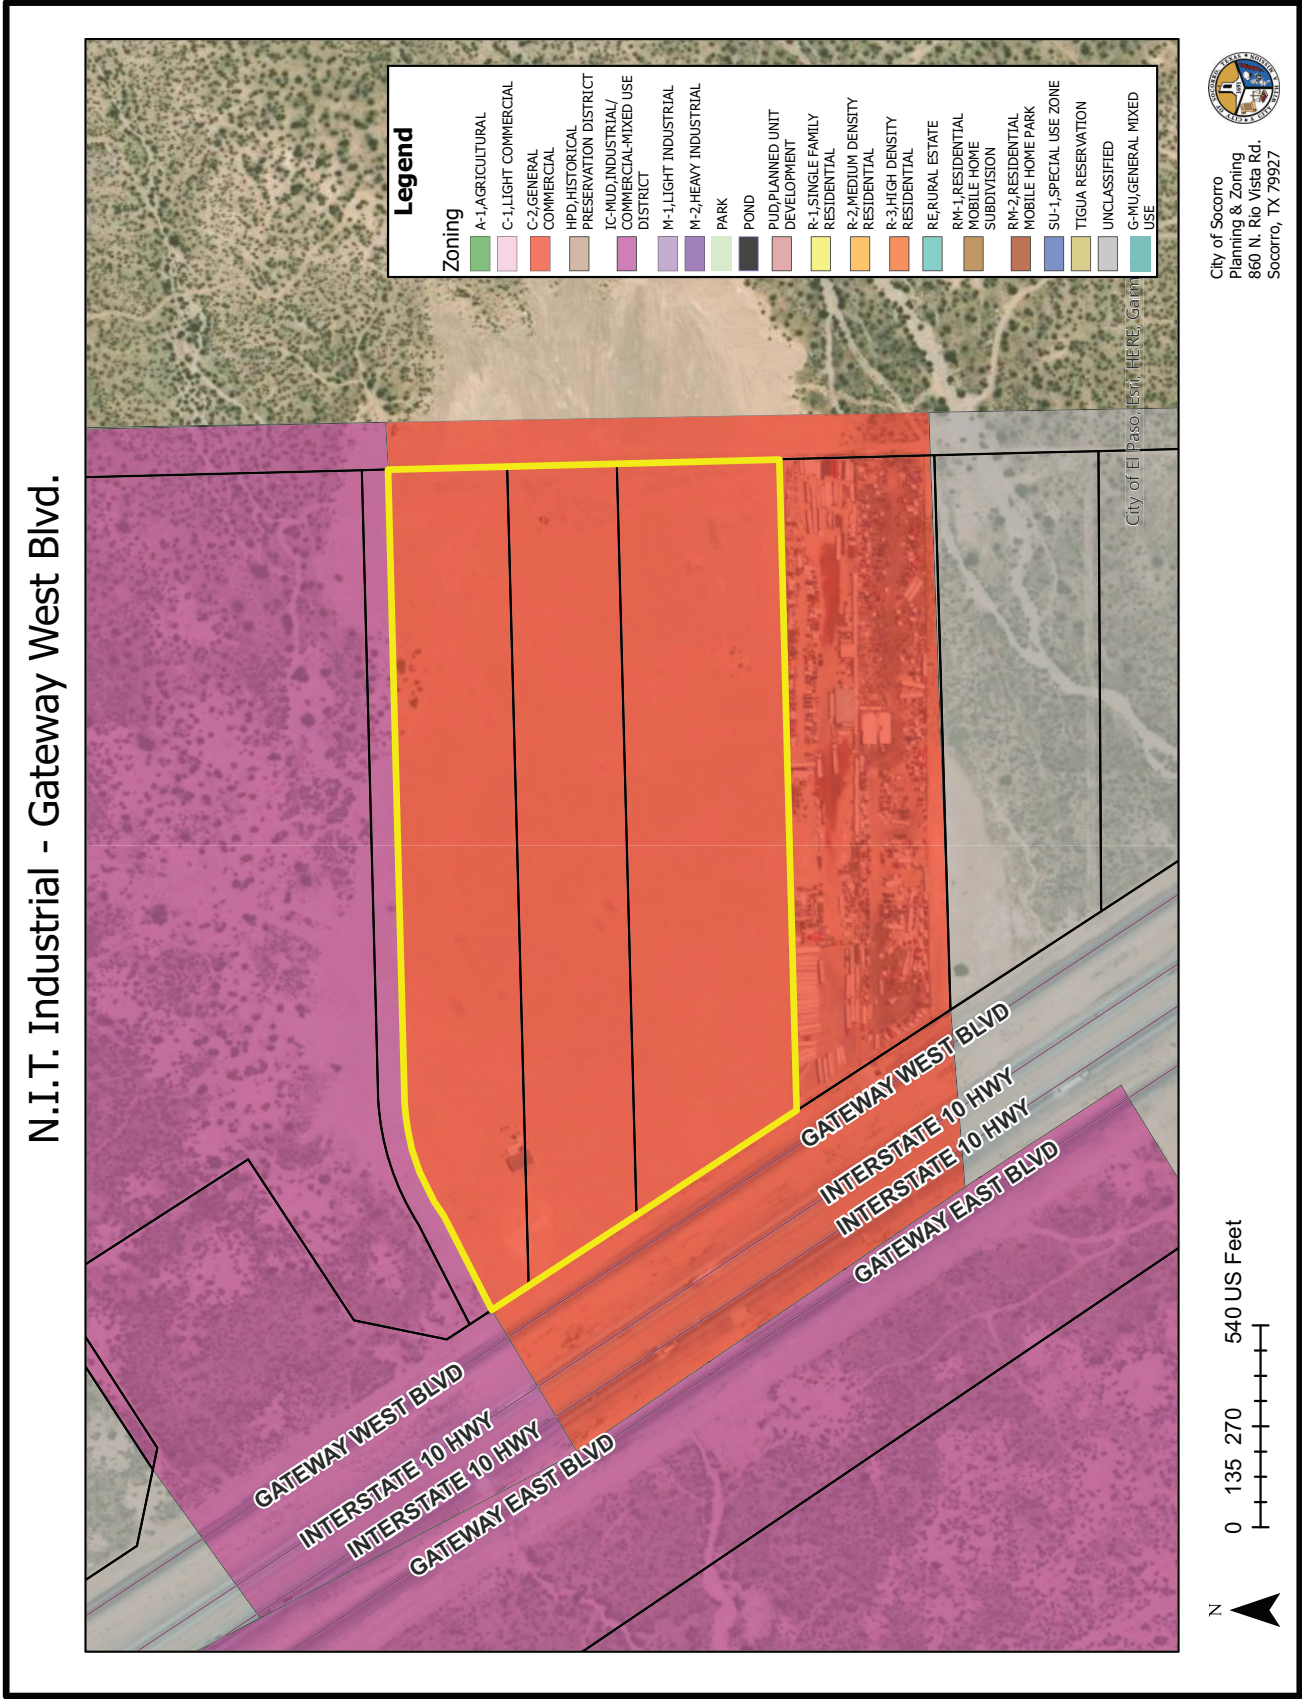 N.I.T. Industrial - Gateway West Blvd.
Legend
Zoning
A-1,AGRICULTURAL
C-1,LIGHT COMMERCIAL
C-2,GENERAL
COMMERCIAL
HPD,HISTORICAL
PRESERVATION DISTRICT
IC-MUD,INDUSTRIAL/
COMMERCIAL-MIXED USE
DISTRICT
M-1,LIGHT INDUSTRIAL
M-2,HEAVY INDUSTRIAL
PARK
POND
PUD,PLANNED UNIT
DEVELOPMENT
R-1,SINGLE FAMILY
RESIDENTIAL
R-2,MEDIUM DENSITY
RESIDENTIAL
R-3,HIGH DENSITY
RESIDENTIAL
RE,RURAL ESTATE
RM-1,RESIDENTIAL
MOBILE HOME
SUBDIVISION
RM-2,RESIDENTIAL
MOBILE HOME PARK
SU-1,SPECIAL USE ZONE
TIGUA RESERVATION
UNCLASSIFIED
G-MU,GENERAL MIXED
USE
GATEWAY WEST BLVD
INTERSTATE 10 HWY
INTERSTATE 10 HWY
GATEWAY EAST BLVD
GATEWAY WEST BLVD
INTERSTATE 10 HWY
INTERSTATE 10 HWY
GATEWAY EAST BLVD
City of El Paso, Esri, HERE, Garm
N
0 135 270 540 US Feet
City of Socorro
Planning & Zoning
860 N. Rio Vista Rd.
Socorro, TX 79927